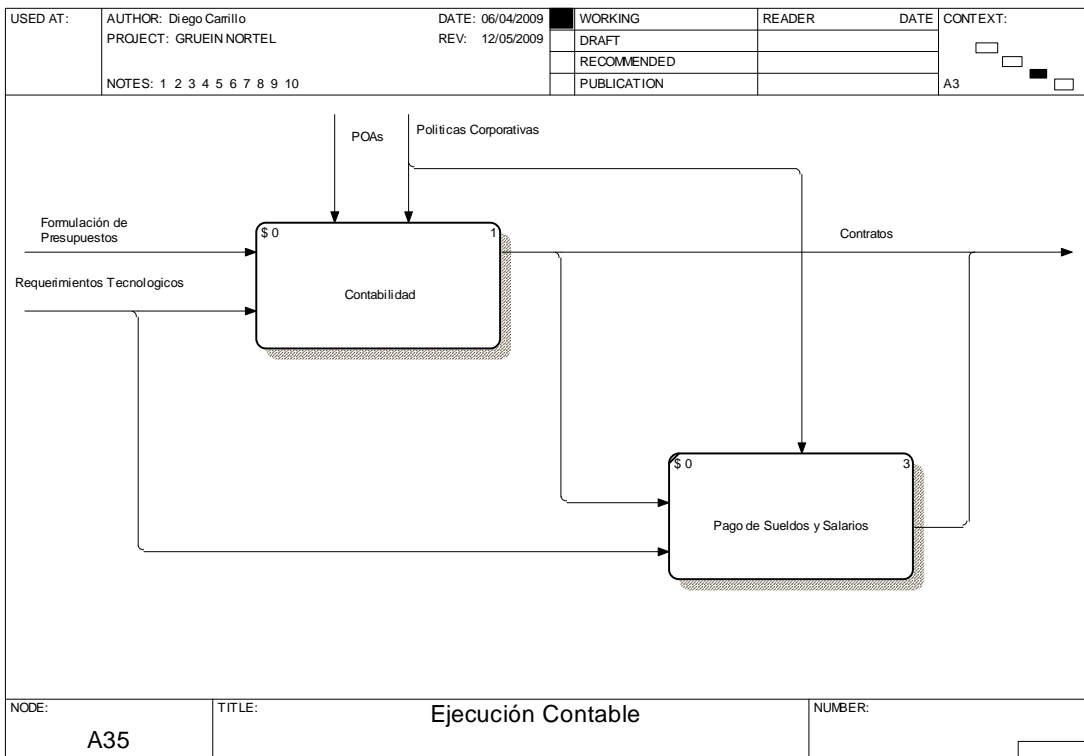 USED AT:
AUTHOR: Diego Carrillo
DATE: 06/04/2009
WORKING
READER
DATE
CONTEXT:
PROJECT: GRUEIN NORTEL
REV: 12/05/2009
DRAFT
RECOMMENDED
NOTES: 1 2 3 4 5 6 7 8 9 10
PUBLICATION
A3
POAs
Politicas Corporativas
Formulación de
Presupuestos
$ 0
1
Contabilidad
Contratos
Requerimientos Tecnologicos
$ 0
3
Pago de Sueldos y Salarios
NODE:
A35
TITLE:
Ejecución Contable
NUMBER: